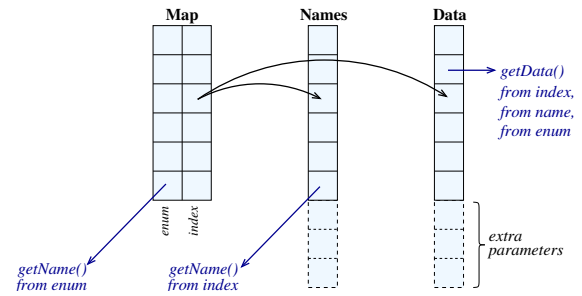 Map
Names
Data
getData()
from index,
from name,
from enum
enum
index
extra
parameters
getName()
from enum
getName()
from index